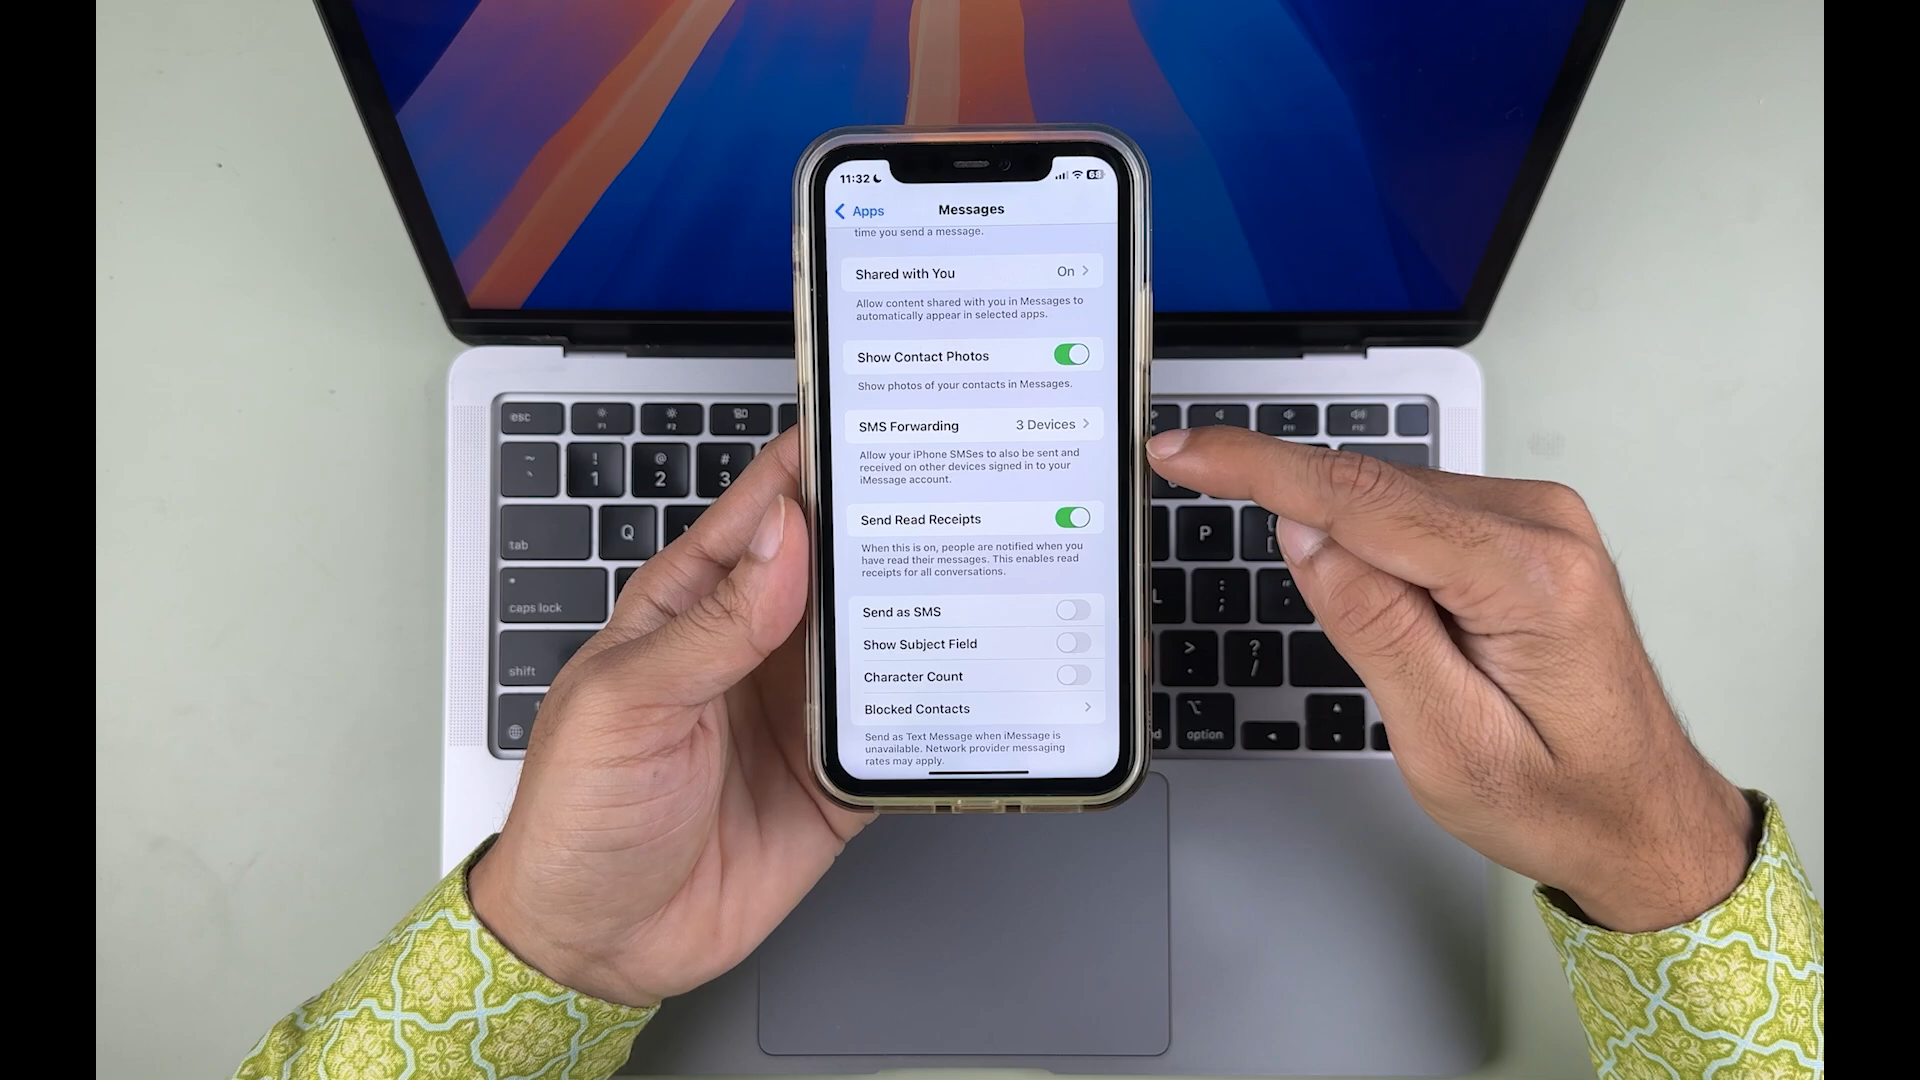 11:32
64
Apps
Messages
time you send a message.
Shared with You On
Allow content shared with you in Messages to
automatically appear in selected apps.
Show Contact Photos
Show photos of your contacts in Messages.
SMS Forwarding 3 Devices
Allow your iPhone SMSes to also be sent and
received on other devices signed in to your
iMessage account.
Send Read Receipts
When this is on, people are notified when you
have read their messages. This enables read
receipts for all conversations.
Send as SMS
Show Subject Field
Character Count
Blocked Contacts
Send as Text Message when iMessage is
unavailable. Network provider messaging
rates may apply.
esc F1 F2 F3 F11 F12
~ ! @ #
1 2 3
tab Q P {
[
caps lock L : ;
shift > . ? /
option